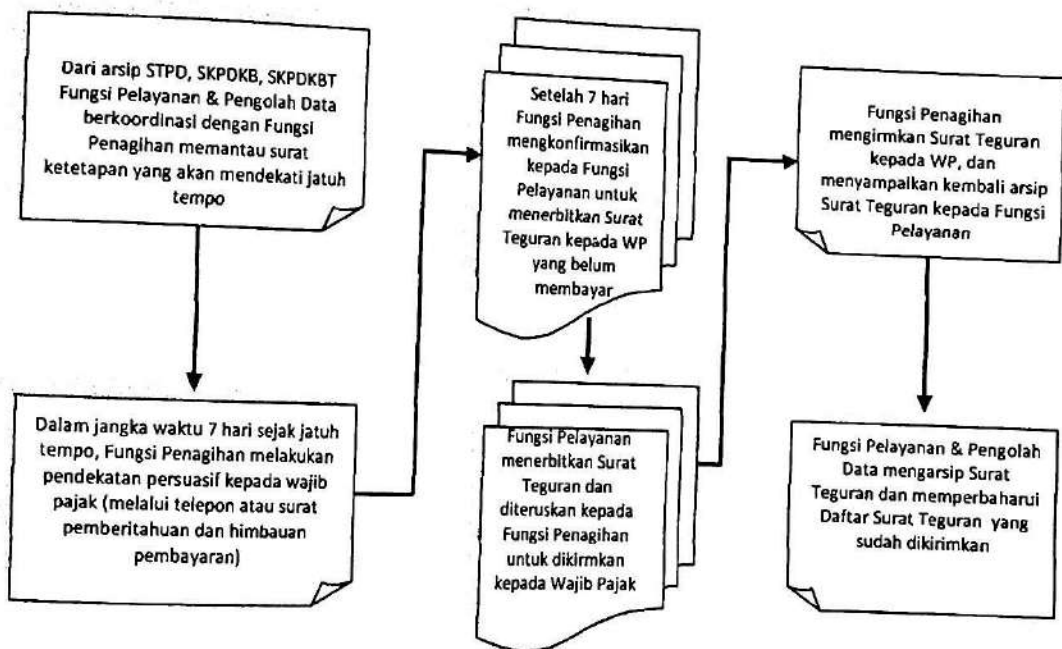 Dari arsip STPD, SKPDKB, SKPDKBT
Fungsi Pelayanan & Pengolah Data
berkoordinasi dengan Fungsi
Penagihan memantau surat
ketetapan yang akan mendekati jatuh
tempo
Dalam jangka waktu 7 hari sejak jatuh
tempo, Fungsi Penagihan melakukan
pendekatan persuasif kepada wajib
pajak (melalui telepon atau surat
pemberitahuan dan himbauan
pembayaran)
Setelah 7 hari
Fungsi Penagihan
mengkonfirmasikan
kepada Fungsi
Pelayanan untuk
menerbitkan Surat
Teguran kepada WP
yang belum
membayar
Fungsi Pelayanan
menerbitkan Surat
Teguran dan
diteruskan kepada
Fungsi Penagihan
untuk dikirmkan
kepada Wajib Pajak
Fungsi Penagihan
mengirmkan Surat Teguran
kepada WP, dan
menyampaikan kembali arsip
Surat Teguran kepada Fungsi
Pelayanan
Fungsi Pelayanan & Pengolah
Data mengarsip Surat
Teguran dan memperbaharui
Daftar Surat Teguran yang
sudah dikirimkan